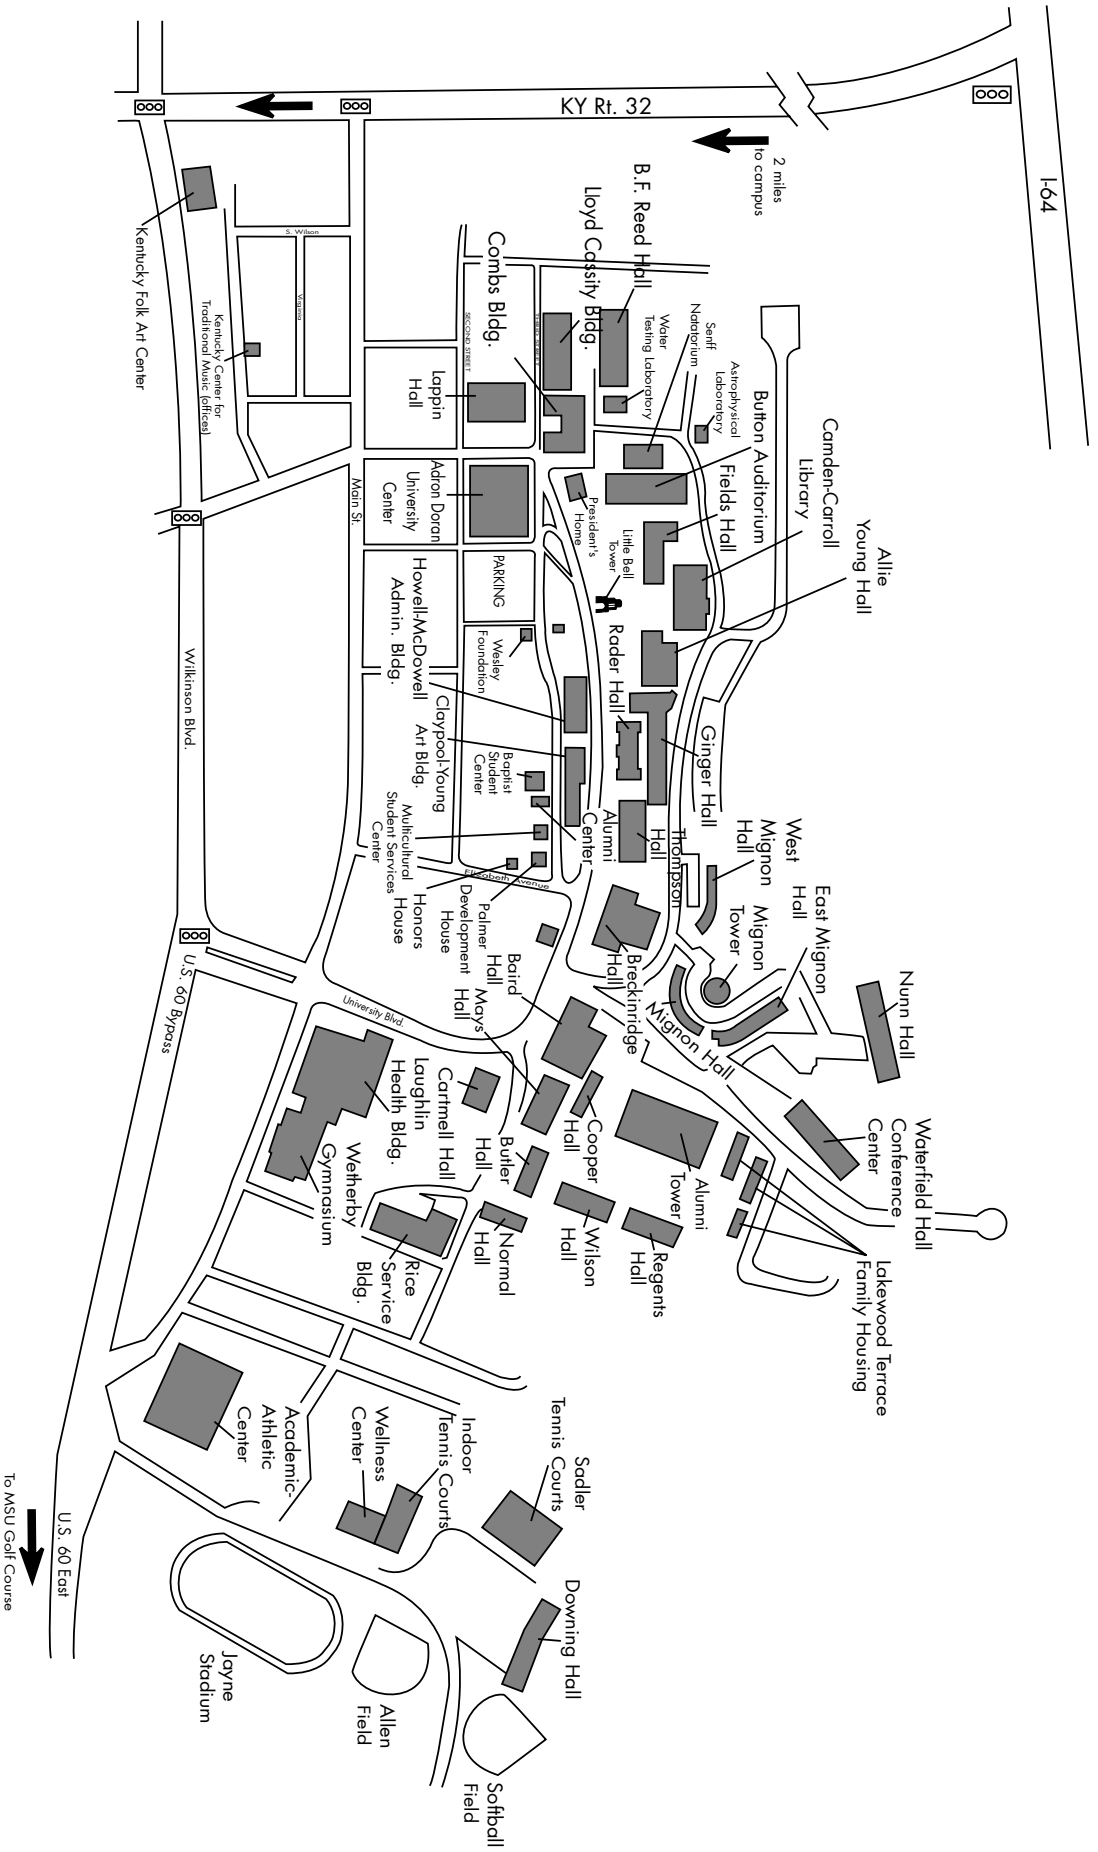 I-64
KY Rt. 32
2 miles
to campus
B.F. Reed Hall
Lloyd Cassity Bldg.
Combs Bldg.
Kentucky Folk Art Center
S. Wilson
Virginia
Kentucky Center for
Traditional Music (offices)
SECOND STREET
THIRD STREET
Lappin
Hall
Water
Testing Laboratory
Senff
Natatorium
Astrophysical
Laboratory
Button Auditorium
Fields Hall
Camden-Carroll
Library
Allie
Young Hall
Adron Doran
University
Center
Main St.
President's
Home
Little Bell
Tower
PARKING
Howell-McDowell
Admin. Bldg.
Wesley
Foundation
Rader Hall
Wilkinson Blvd.
Claypool-Young
Art Bldg.
Ginger Hall
Baptist
Student
Center
Multicultural
Student Services
Center
Alumni
Center
Thompson
Hall
West
Mignon
Hall
East Mignon
Hall
Mignon
Tower
Elizabeth Avenue
Honors
House
Palmer
Development
House
Baird
Hall
Mays
Hall
Breckinridge
Hall
Mignon Hall
Nunn Hall
U.S. 60 Bypass
University Blvd.
Laughlin
Health Bldg.
Cartmell Hall
Butler
Hall
Cooper
Hall
Waterfield Hall
Conference
Center
Wetherby
Gymnasium
Alumni
Tower
Rice
Service
Bldg.
Normal
Hall
Wilson
Hall
Regents
Hall
Lakewood Terrace
Family Housing
Academic-
Athletic
Center
Wellness
Center
Indoor
Tennis Courts
Sadler
Tennis Courts
To MSU Golf Course
U.S. 60 East
Downing Hall
Jayne
Stadium
Allen
Field
Softball
Field